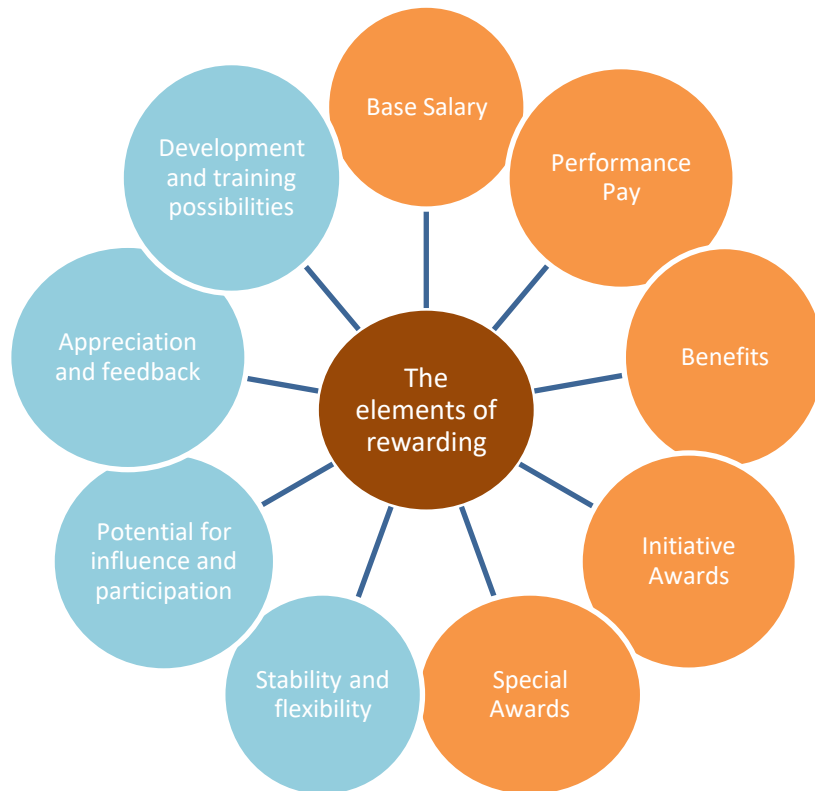 Base Salary
Performance
Pay
Benefits
Initiative
Awards
Special
Awards
Stability and
flexibility
Potential for
influence and
participation
Appreciation
and feedback
Development
and training
possibilities
The
elements of
rewarding